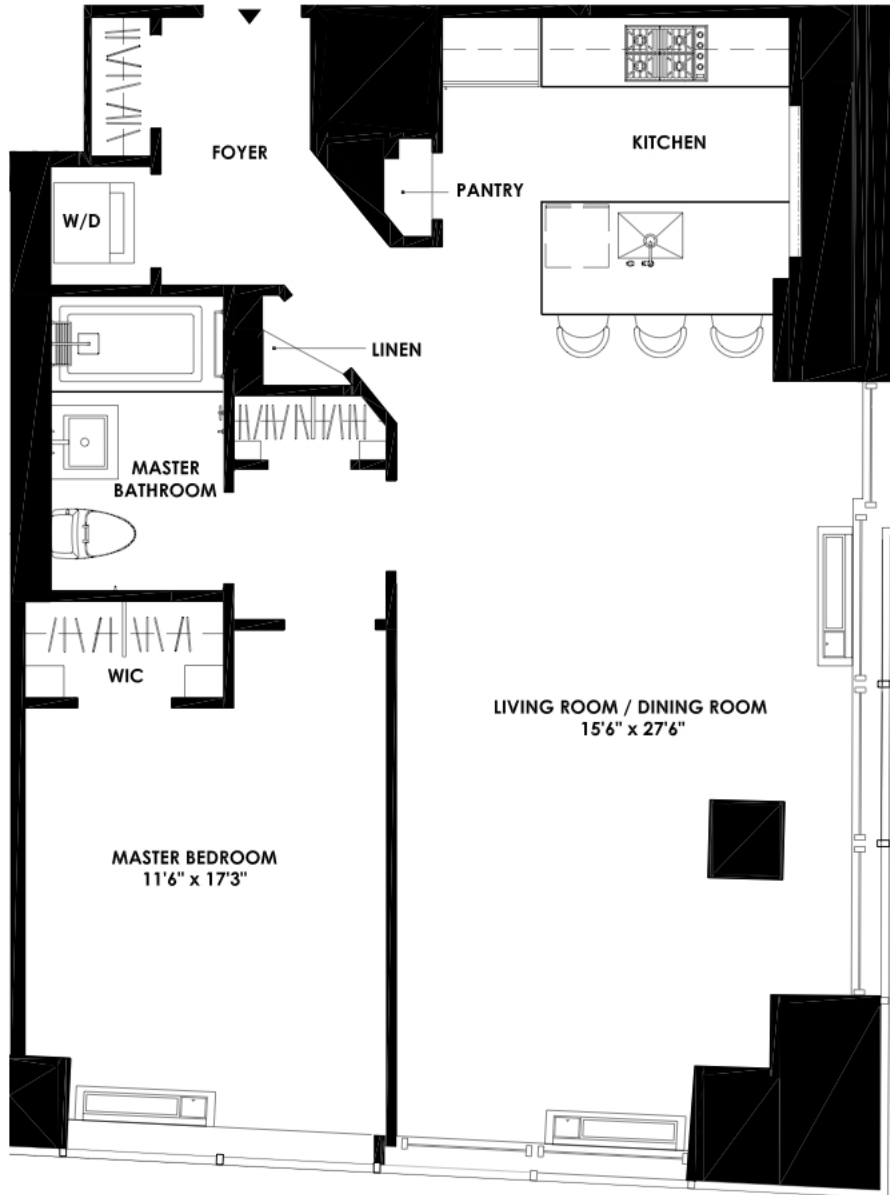 FOYER
KITCHEN
PANTRY
W/D
LINEN
MASTER
BATHROOM
WIC
LIVING ROOM / DINING ROOM
15'6" x 27'6"
MASTER BEDROOM
11'6" x 17'3"